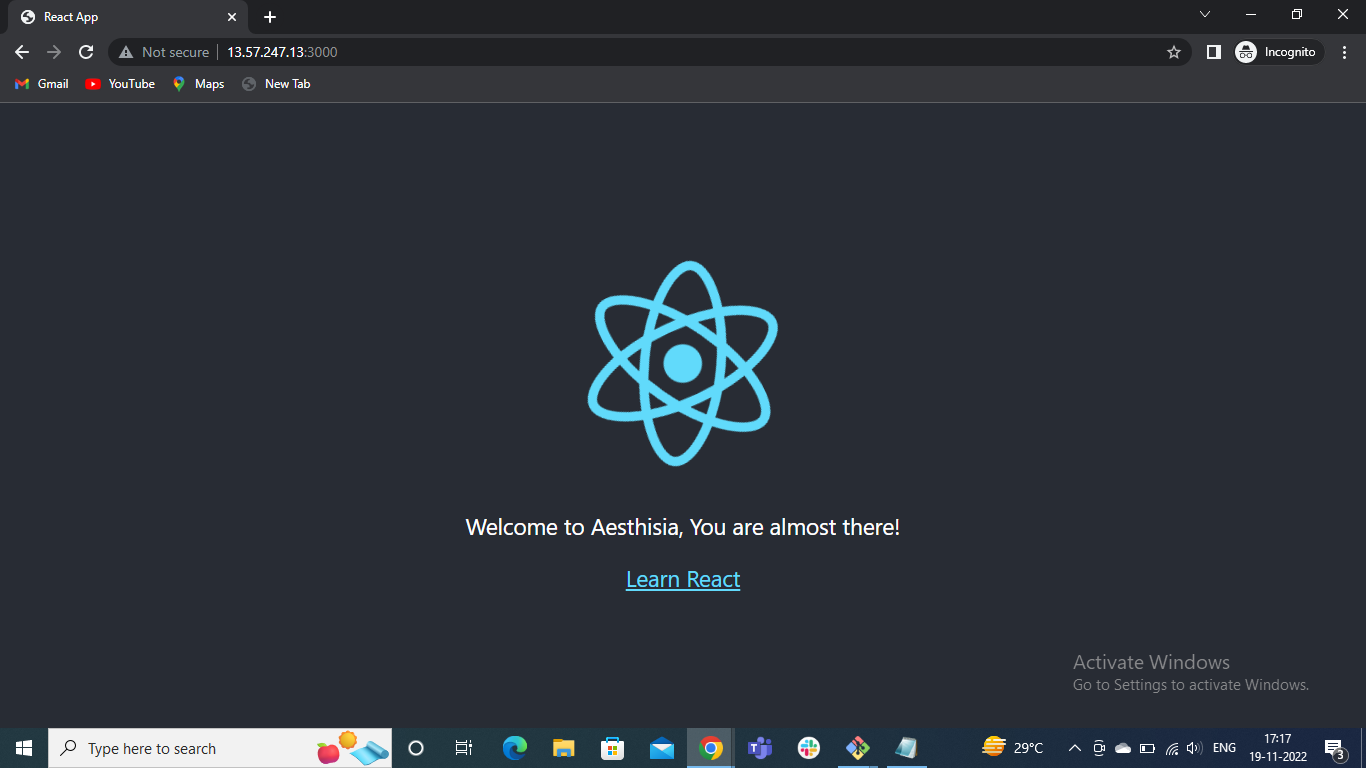 React App
Not secure 13.57.247.13:3000
Incognito
Gmail YouTube Maps New Tab
Welcome to Aesthisia, You are almost there!
Learn React
Activate Windows
Go to Settings to activate Windows.
Type here to search
29°C
ENG
17:17
19-11-2022
3